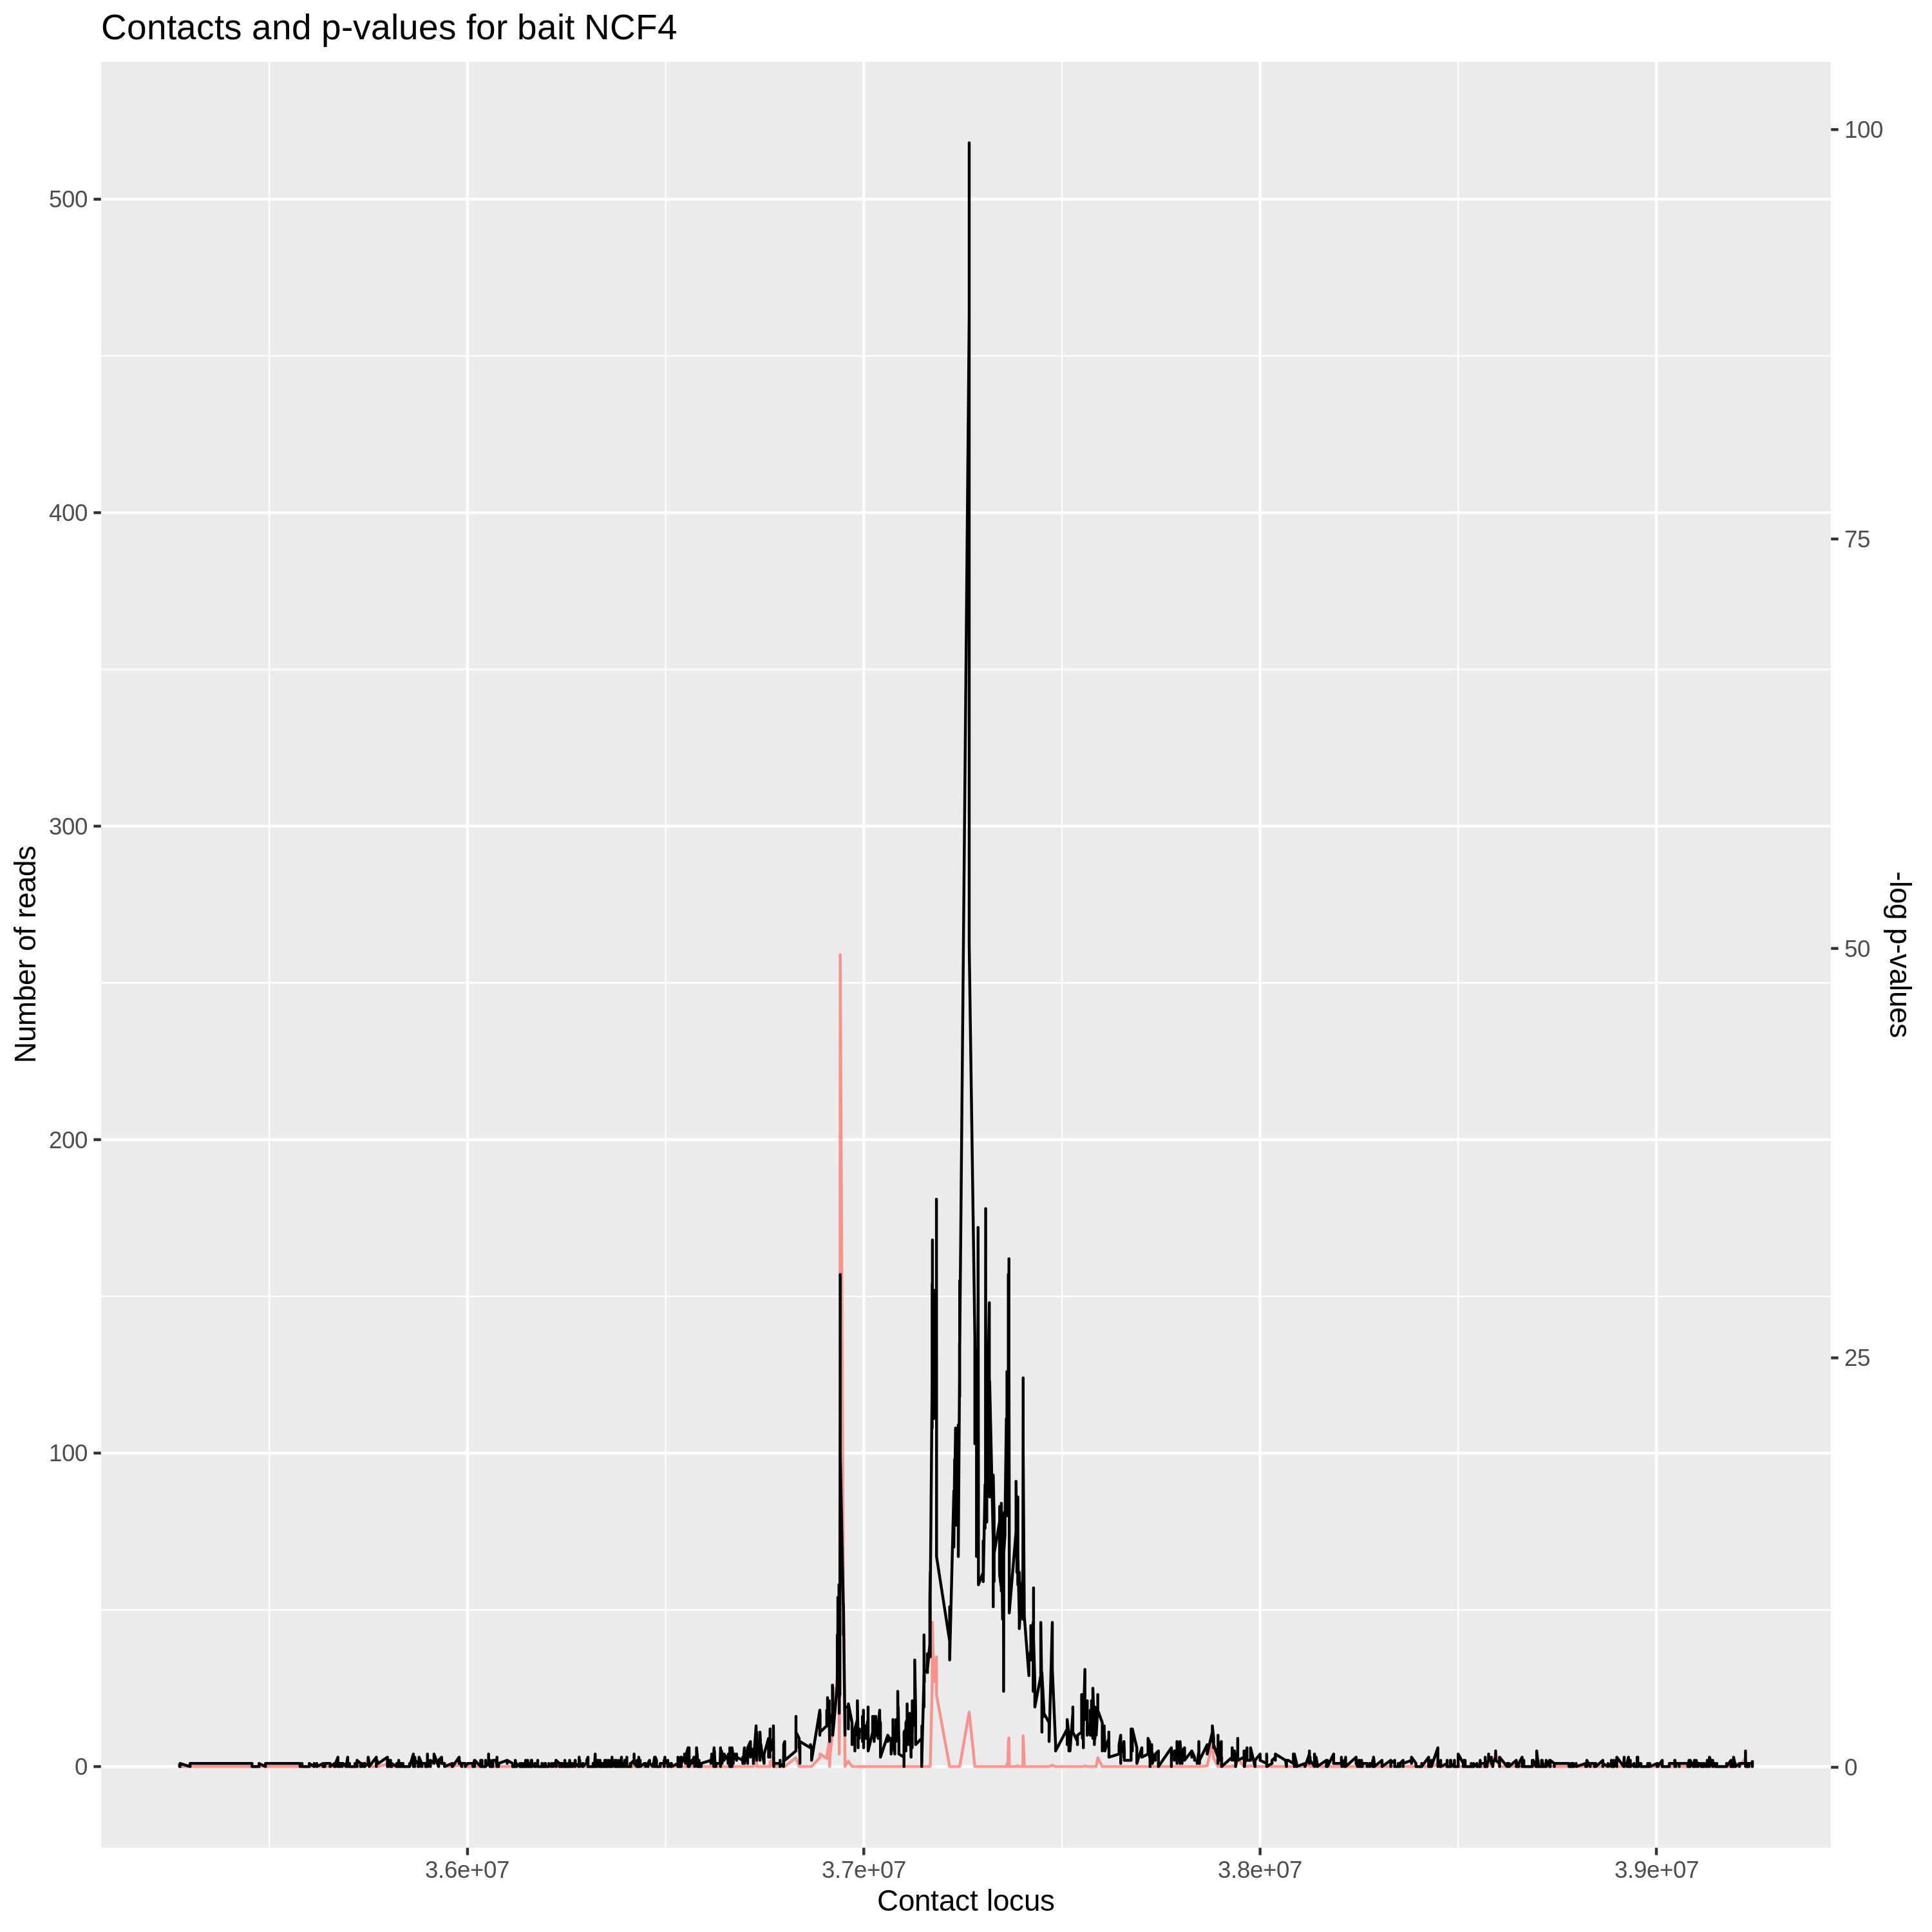 Contacts and p-values for bait NCF4
Number of reads
500
400
300
200
100
0
100
75
50
25
0
-log p-values
3.6e+07
3.7e+07
3.8e+07
3.9e+07
Contact locus